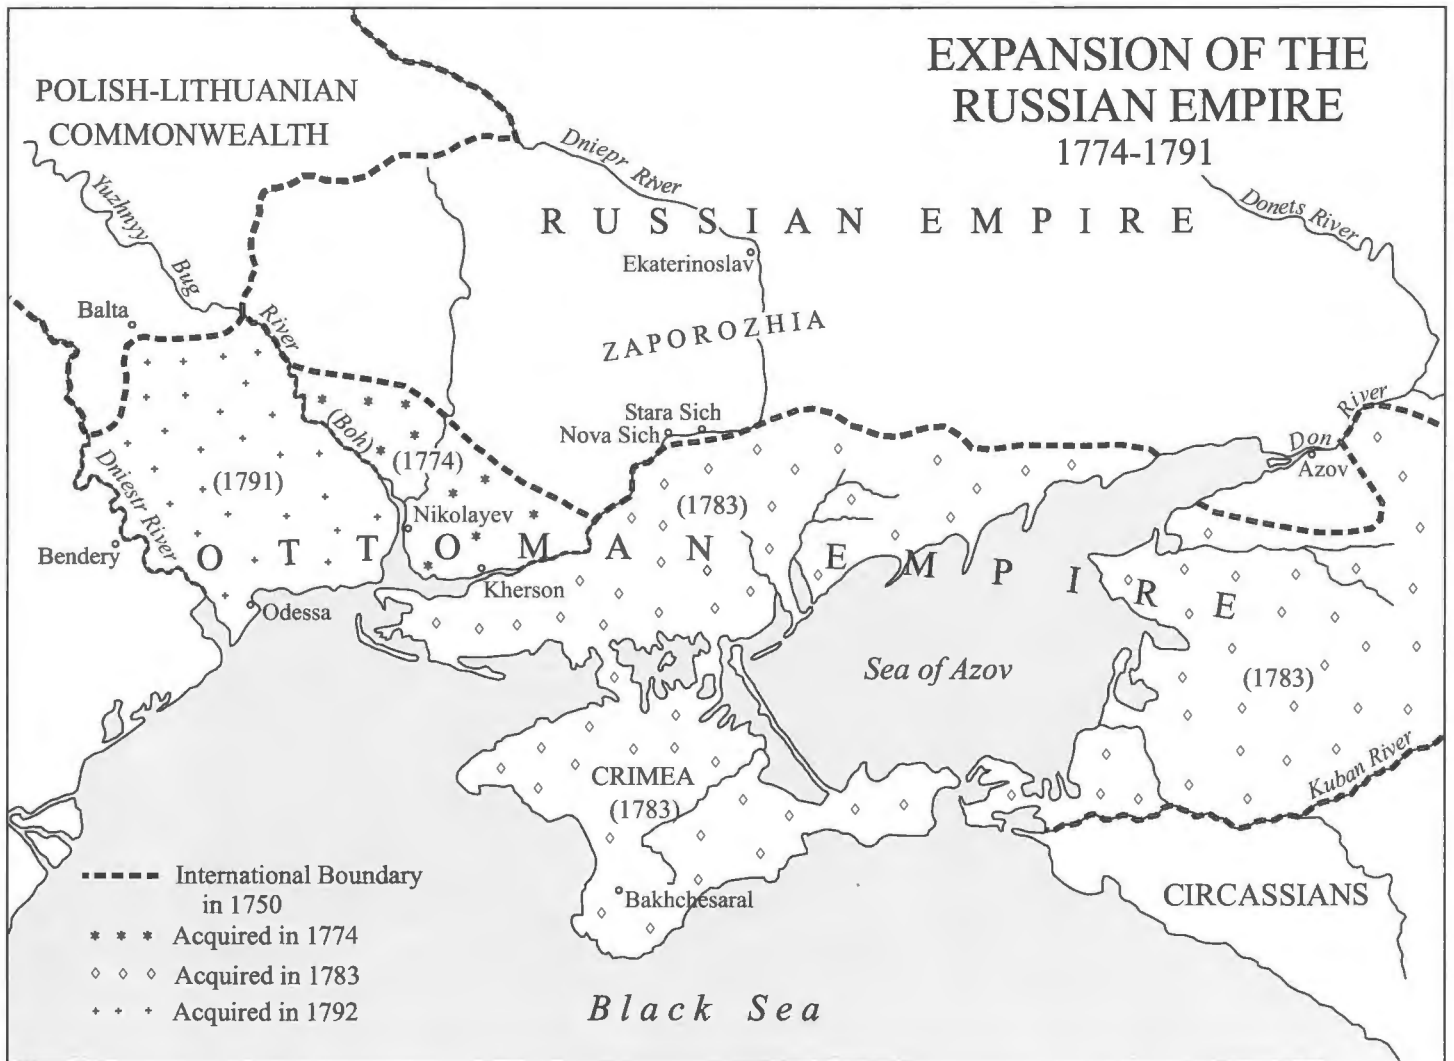 EXPANSION OF THE
RUSSIAN EMPIRE
1774-1791
POLISH-LITHUANIAN
COMMONWEALTH
Dniepr River
Donets River
Yuzhnyy
Bug
River
(Boh)
RUSSIAN EMPIRE
Ekaterinoslav
Balta
ZAPOROZHIA
Stara Sich
Nova Sich
Don River
Azov
(1774)
(1791)
(1783)
Dniestr River
Nikolayev
Bendery
OTTOMAN EMPIRE
Kherson
Odessa
Sea of Azov
(1783)
CRIMEA
(1783)
Kuban River
Bakhchesaral
CIRCASSIANS
International Boundary
in 1750
Acquired in 1774
Acquired in 1783
Acquired in 1792
Black Sea